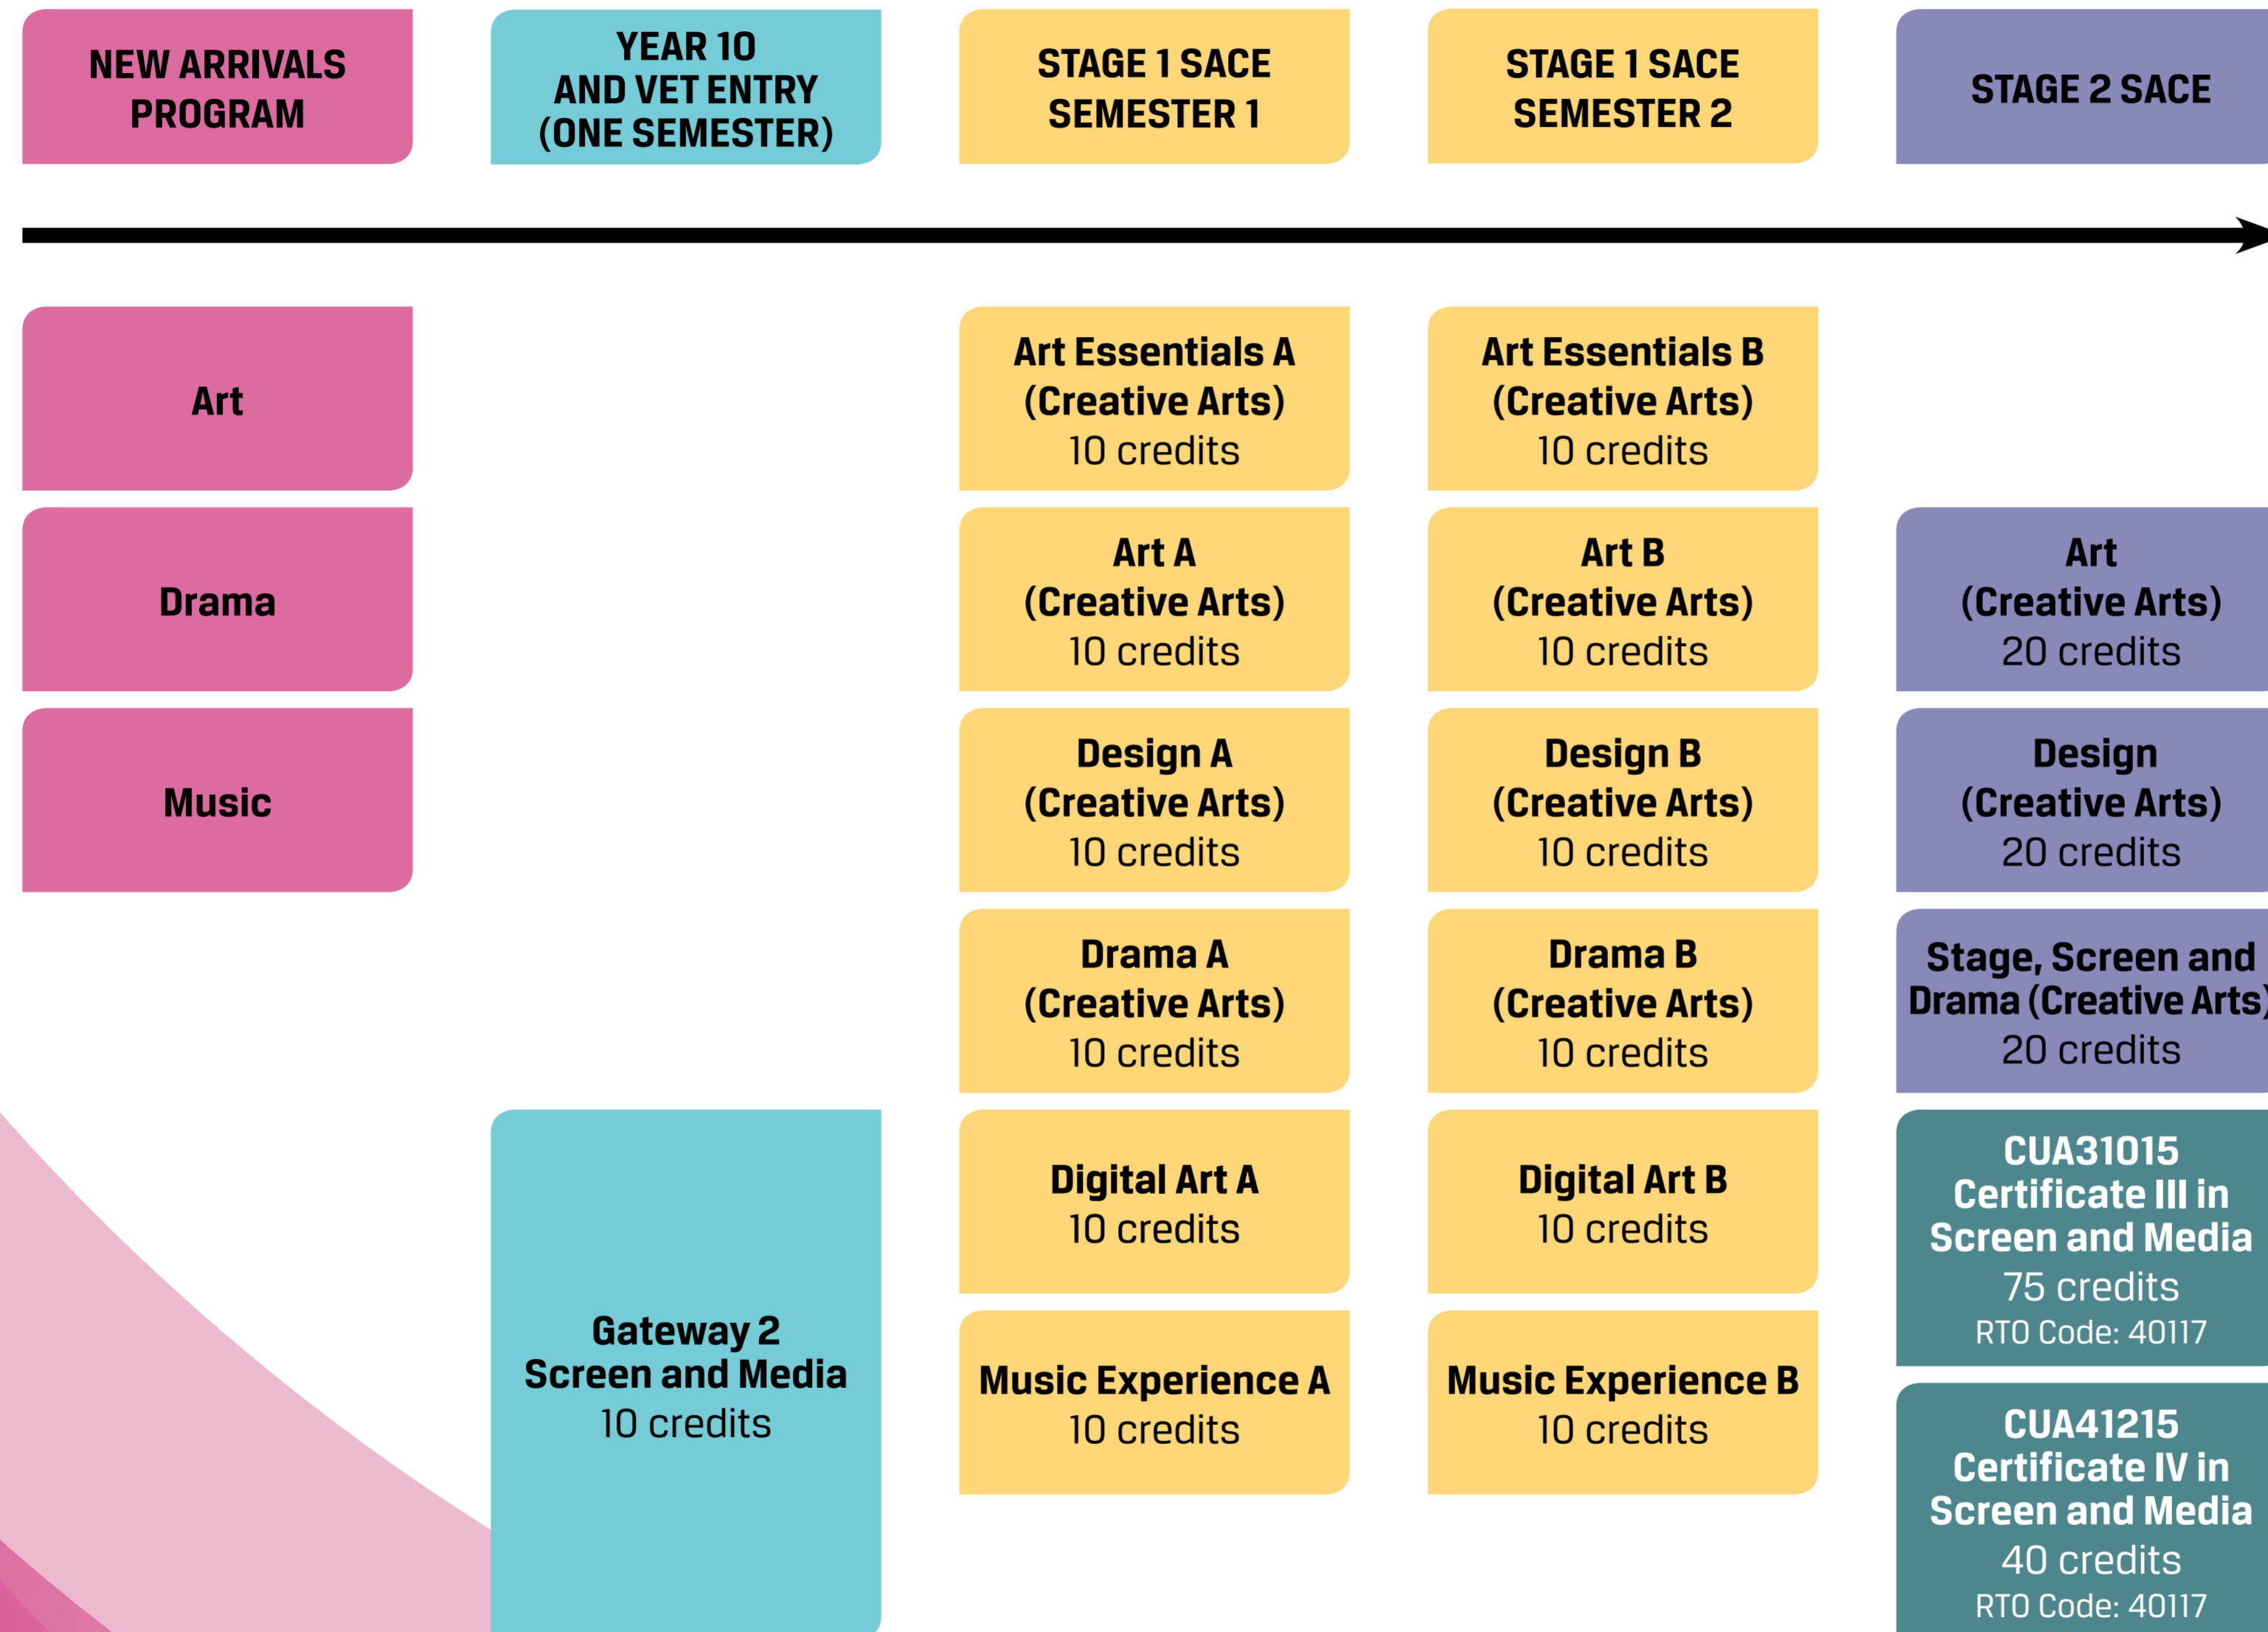 NEW ARRIVALS
PROGRAM
YEAR 10
AND VET ENTRY
(ONE SEMESTER)
STAGE 1 SACE
SEMESTER 1
STAGE 1 SACE
SEMESTER 2
STAGE 2 SACE
Art
Art Essentials A
(Creative Arts)
10 credits
Art Essentials B
(Creative Arts)
10 credits
Drama
Art A
(Creative Arts)
10 credits
Art B
(Creative Arts)
10 credits
Art
(Creative Arts)
20 credits
Music
Design A
(Creative Arts)
10 credits
Design B
(Creative Arts)
10 credits
Design
(Creative Arts)
20 credits
Drama A
(Creative Arts)
10 credits
Drama B
(Creative Arts)
10 credits
Stage, Screen and
Drama (Creative Arts)
20 credits
Gateway 2
Screen and Media
10 credits
Digital Art A
10 credits
Digital Art B
10 credits
CUA31015
Certificate III in
Screen and Media
75 credits
RTO Code: 40117
Music Experience A
10 credits
Music Experience B
10 credits
CUA41215
Certificate IV in
Screen and Media
40 credits
RTO Code: 40117